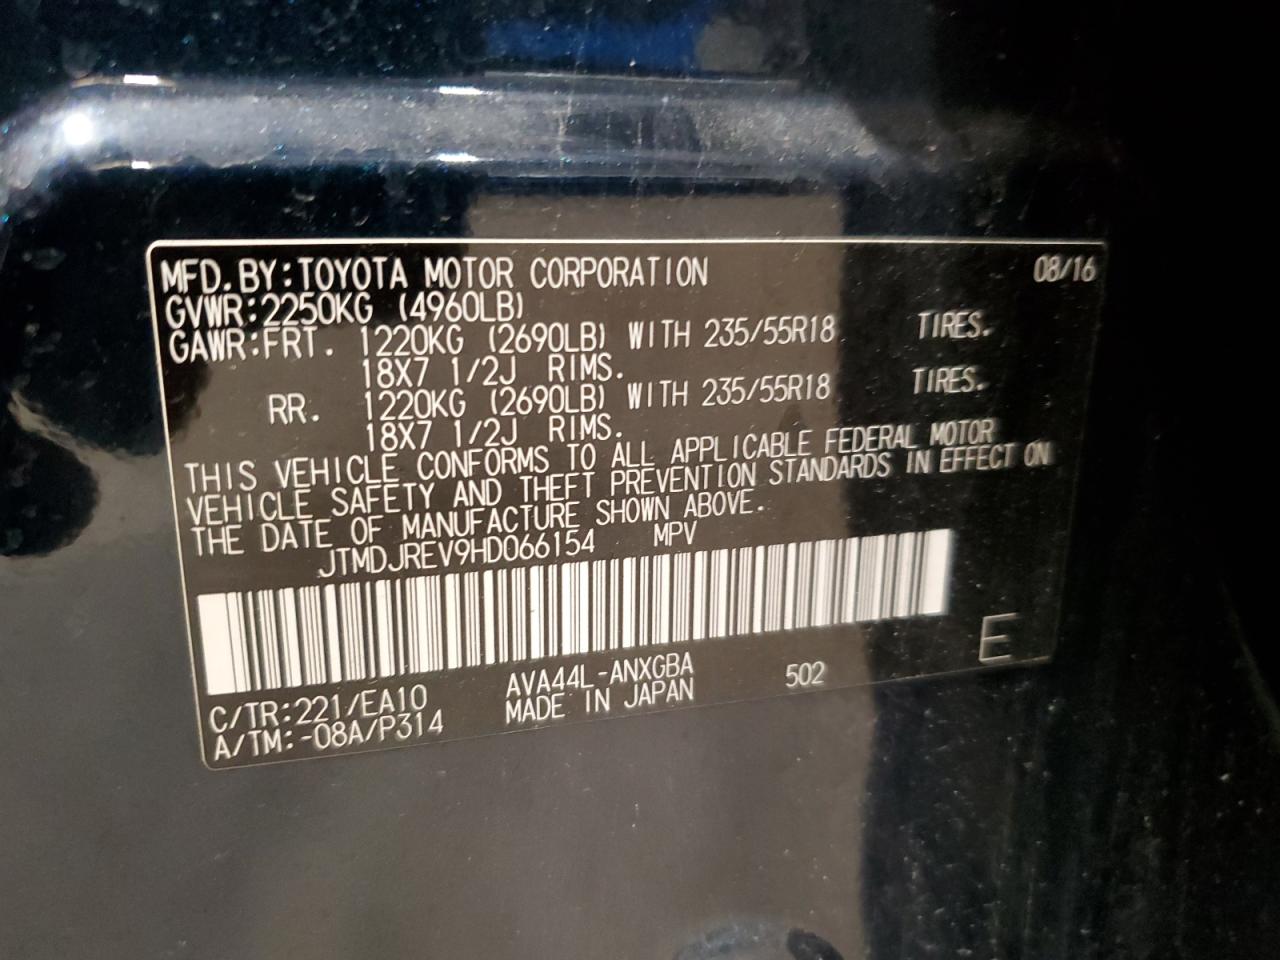 MFD.BY:TOYOTA MOTOR CORPORATION 08/16
GVWR:2250KG (4960LB)
GAWR:FRT. 1220KG (2690LB) WITH 235/55R18 TIRES.
18X7 1/2J RIMS.
RR. 1220KG (2690LB) WITH 235/55R18 TIRES.
18X7 1/2J RIMS.
THIS VEHICLE CONFORMS TO ALL APPLICABLE FEDERAL MOTOR
VEHICLE SAFETY AND THEFT PREVENTION STANDARDS IN EFFECT ON
THE DATE OF MANUFACTURE SHOWN ABOVE.
JTMDJREV9HD066154 MPV
E
C/TR:221/EA10 AVA44L-ANXGBA 502
A/TM:-08A/P314 MADE IN JAPAN